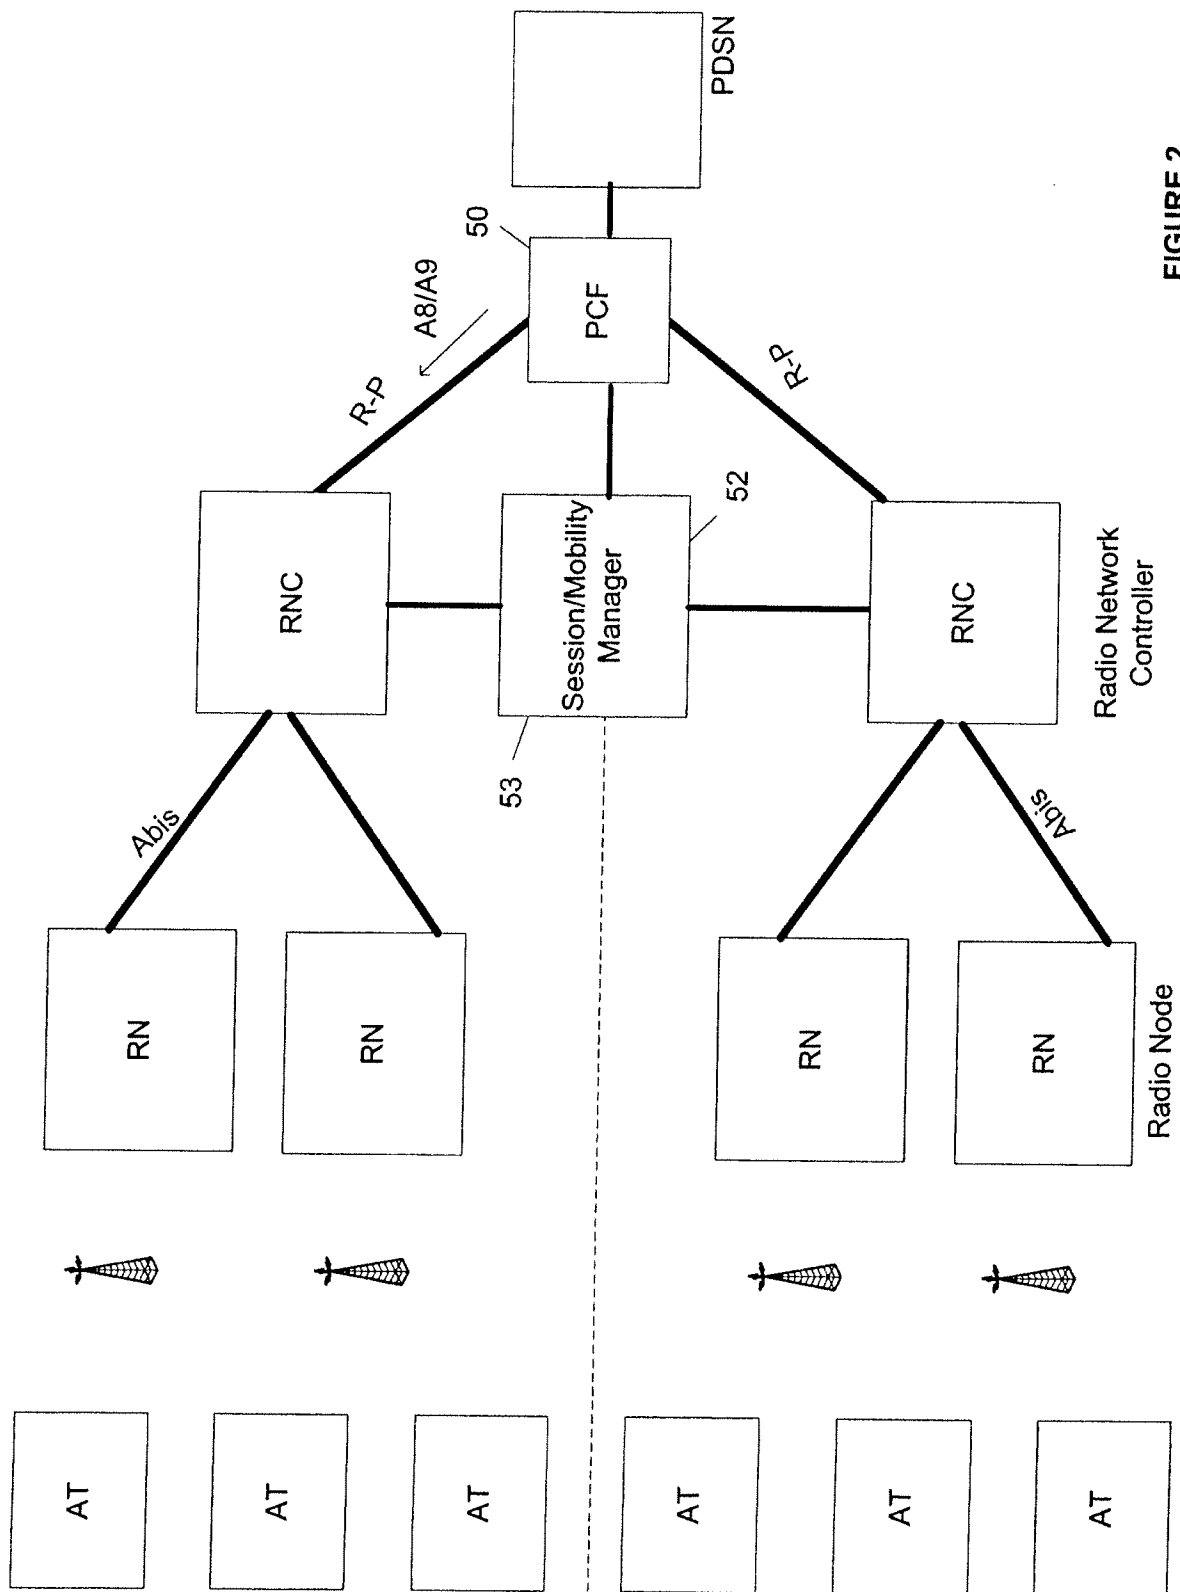 AT
AT
AT
AT
AT
AT
RN
RN
RN
RN
Radio Node
Abis
Abis
RNC
53
Session/Mobility
Manager
52
RNC
Radio Network
Controller
R-P
A8/A9
R-P
50
PCF
PDSN
FIGURE 2